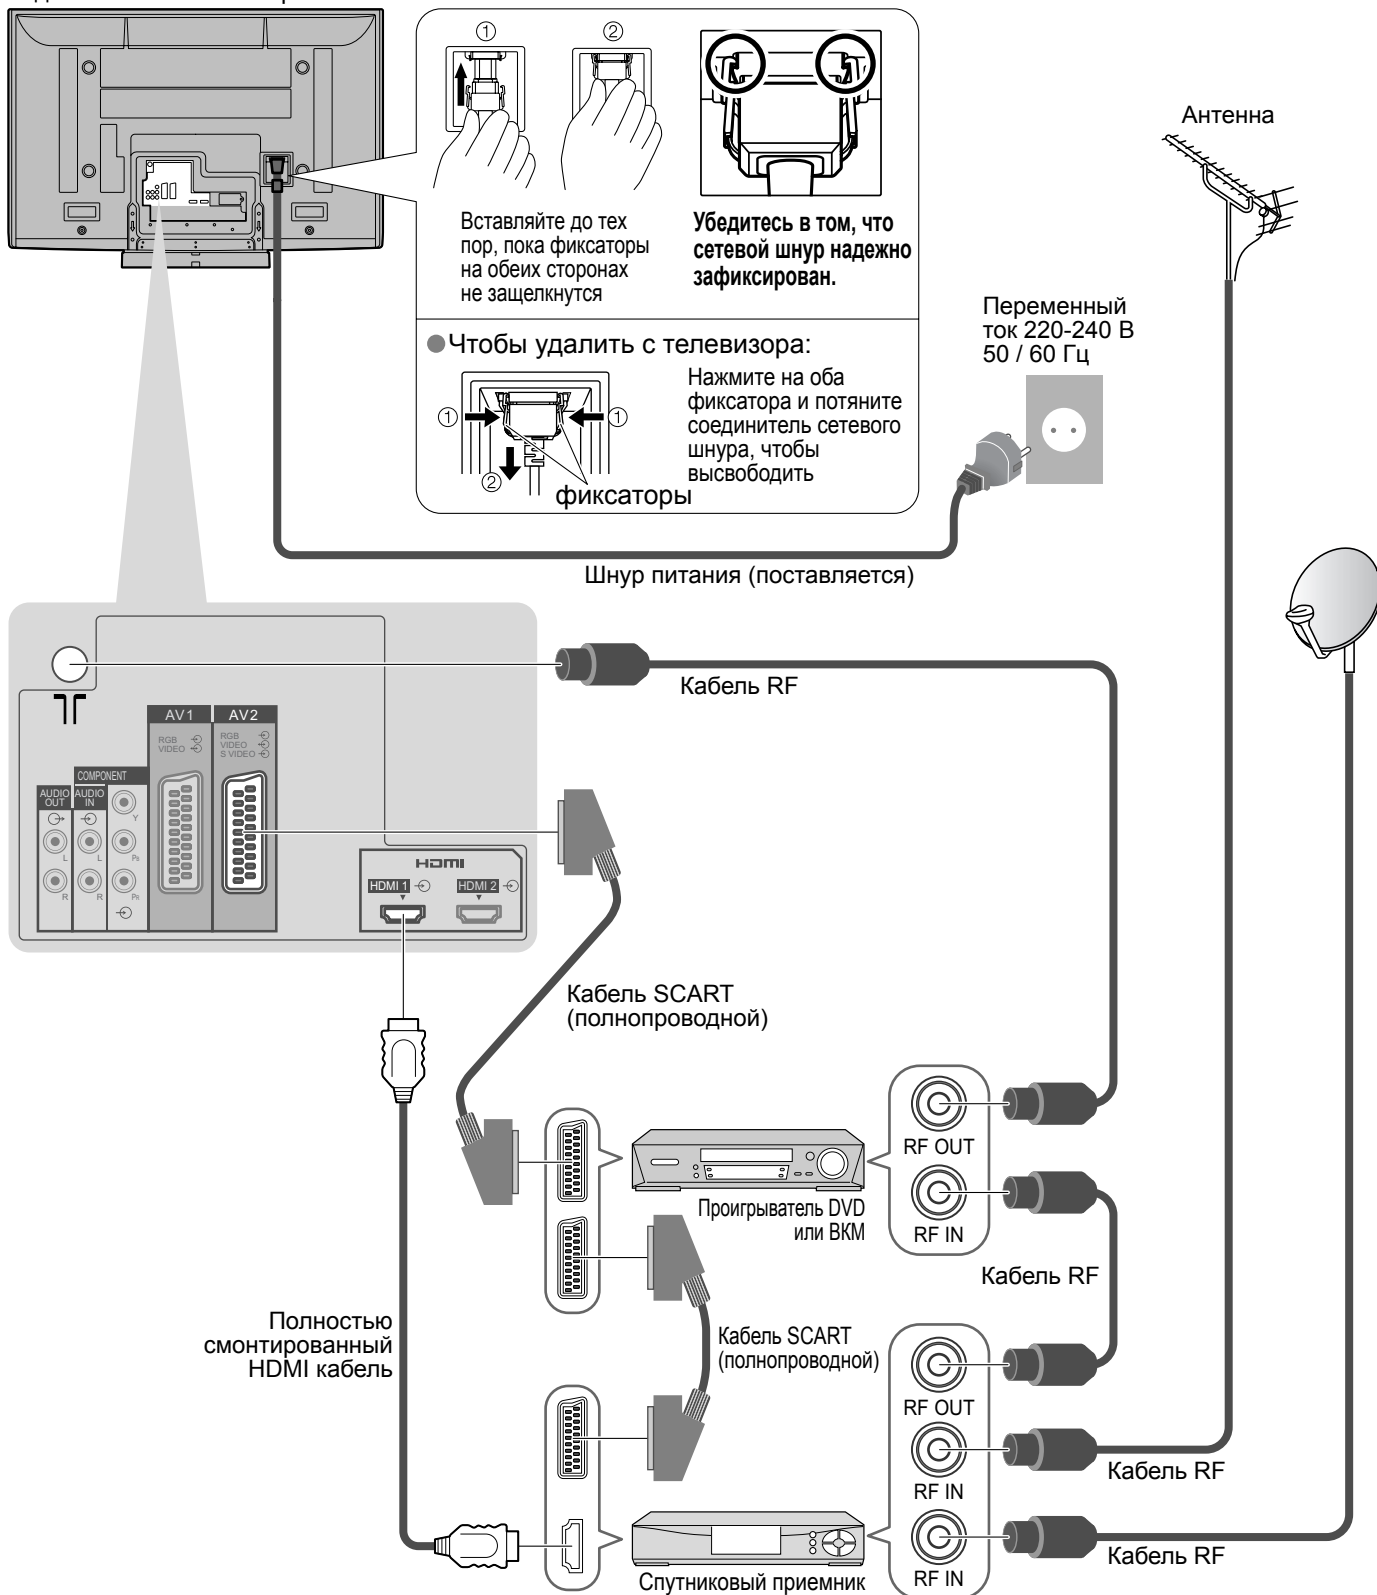 ①
②
Вставляйте до тех
пор, пока фиксаторы
на обеих сторонах
не защелкнутся
Убедитесь в том, что
сетевой шнур надежно
зафиксирован.
Чтобы удалить с телевизора:
①
①
②
фиксаторы
Нажмите на оба
фиксатора и потяните
соединитель сетевого
шнура, чтобы
высвободить
Антенна
Переменный
ток 220-240 В
50 / 60 Гц
Шнур питания (поставляется)
Кабель RF
AV1
AV2
RGB
VIDEO
RGB
VIDEO
S VIDEO
COMPONENT
AUDIO
OUT
AUDIO
IN
Y
L
L
PB
R
R
PR
HDMI
HDMI 1
HDMI 2
Кабель SCART
(полнопроводной)
RF OUT
RF IN
Проигрыватель DVD
или ВКМ
Кабель RF
Полностью
смонтированный
HDMI кабель
Кабель SCART
(полнопроводной)
RF OUT
RF IN
Кабель RF
RF IN
Кабель RF
Спутниковый приемник